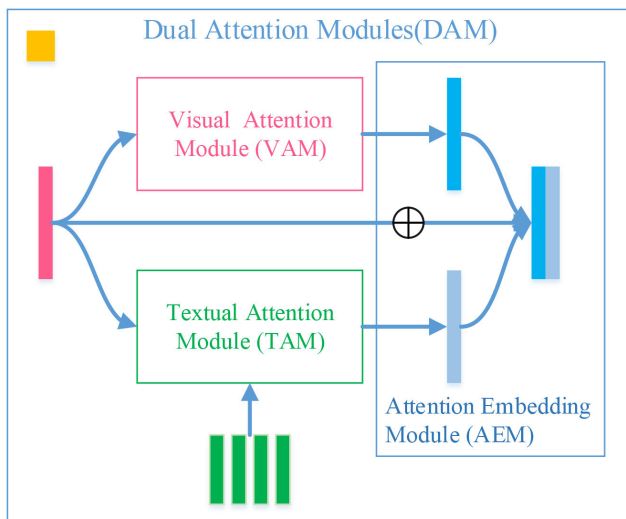 Dual Attention Modules(DAM)
Visual Attention
Module (VAM)
Textual Attention
Module (TAM)
Attention Embedding
Module (AEM)